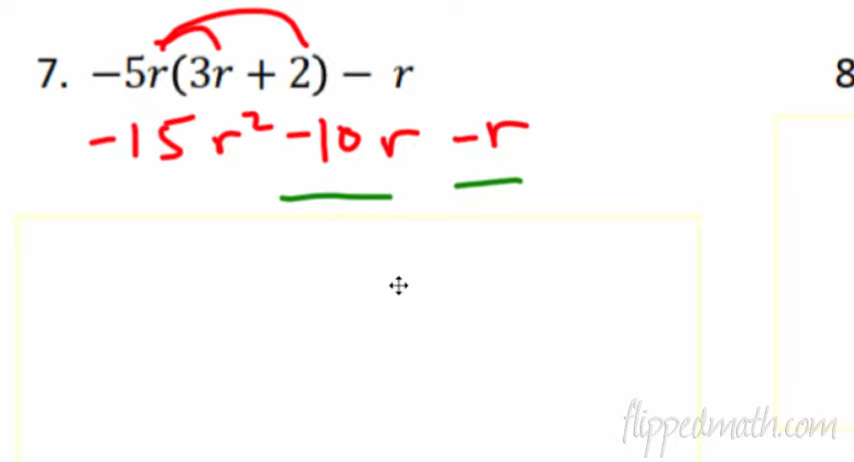 7. −5r(3r + 2) − r
8
-15r² -10r -r
flippedmath.com